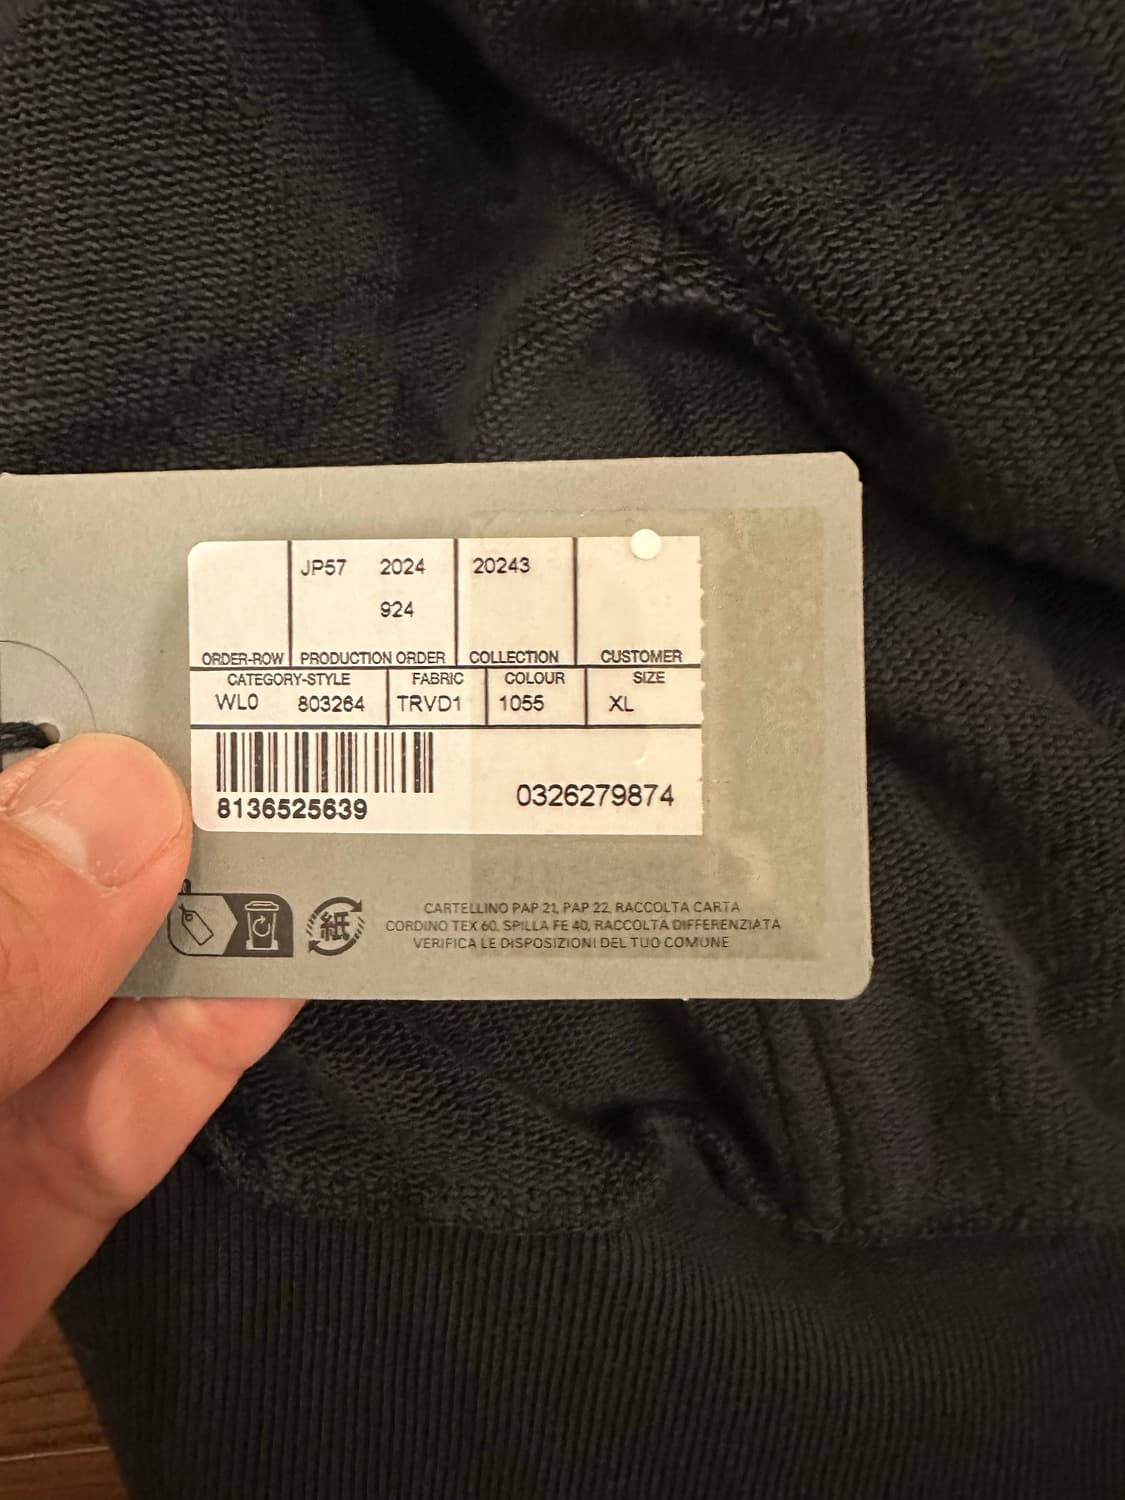 JP57 2024 20243
924
ORDER-ROW PRODUCTION ORDER COLLECTION CUSTOMER
CATEGORY-STYLE FABRIC COLOUR SIZE
WL0 803264 TRVD1 1055 XL
8136525639 0326279874
紙
CARTELLINO PAP 21, PAP 22, RACCOLTA CARTA
CORDINO TEX 60, SPILLA FE 40, RACCOLTA DIFFERENZIATA
VERIFICA LE DISPOSIZIONI DEL TUO COMUNE